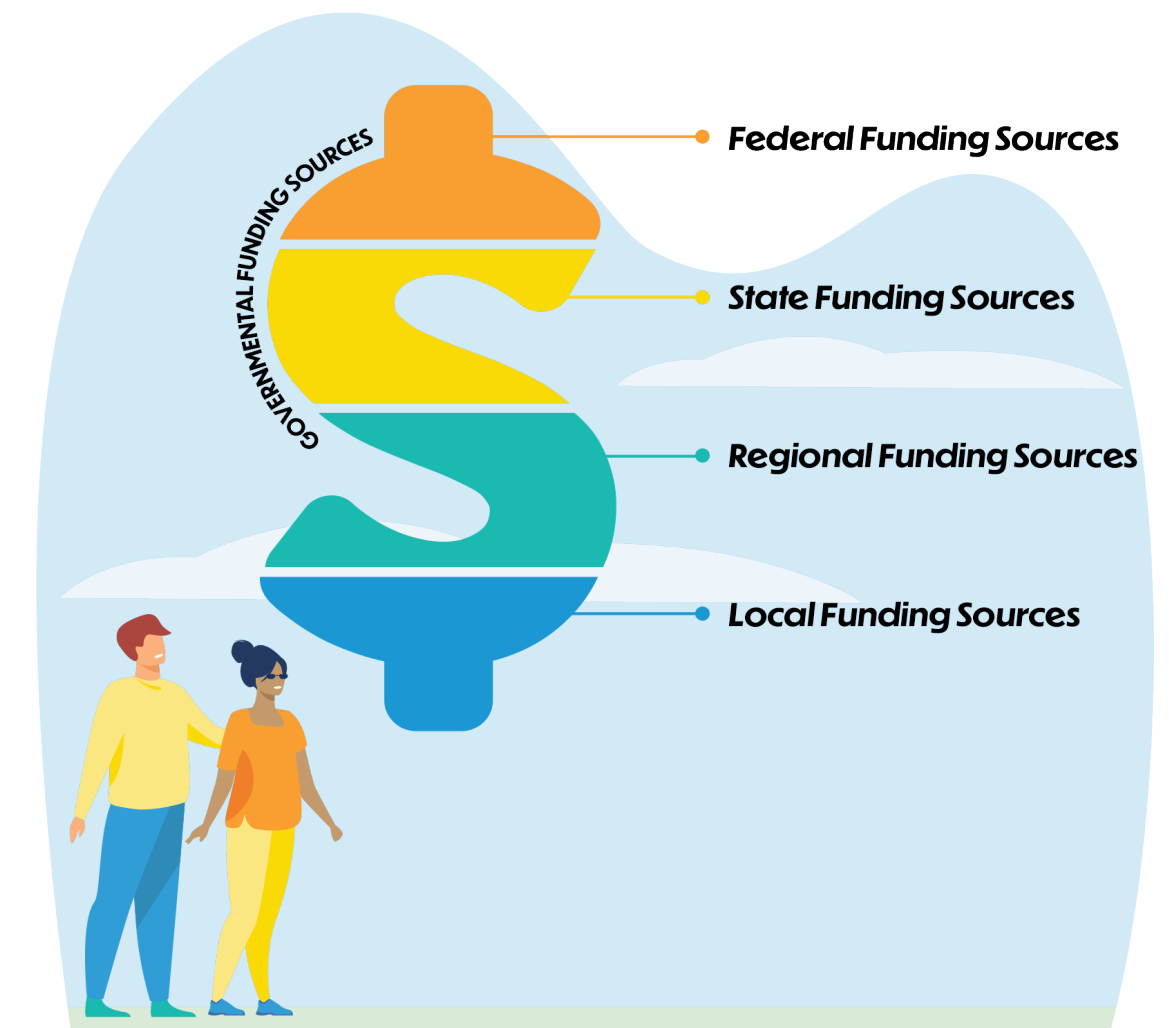 GOVERNMENTAL FUNDING SOURCES
Federal Funding Sources
State Funding Sources
Regional Funding Sources
Local Funding Sources